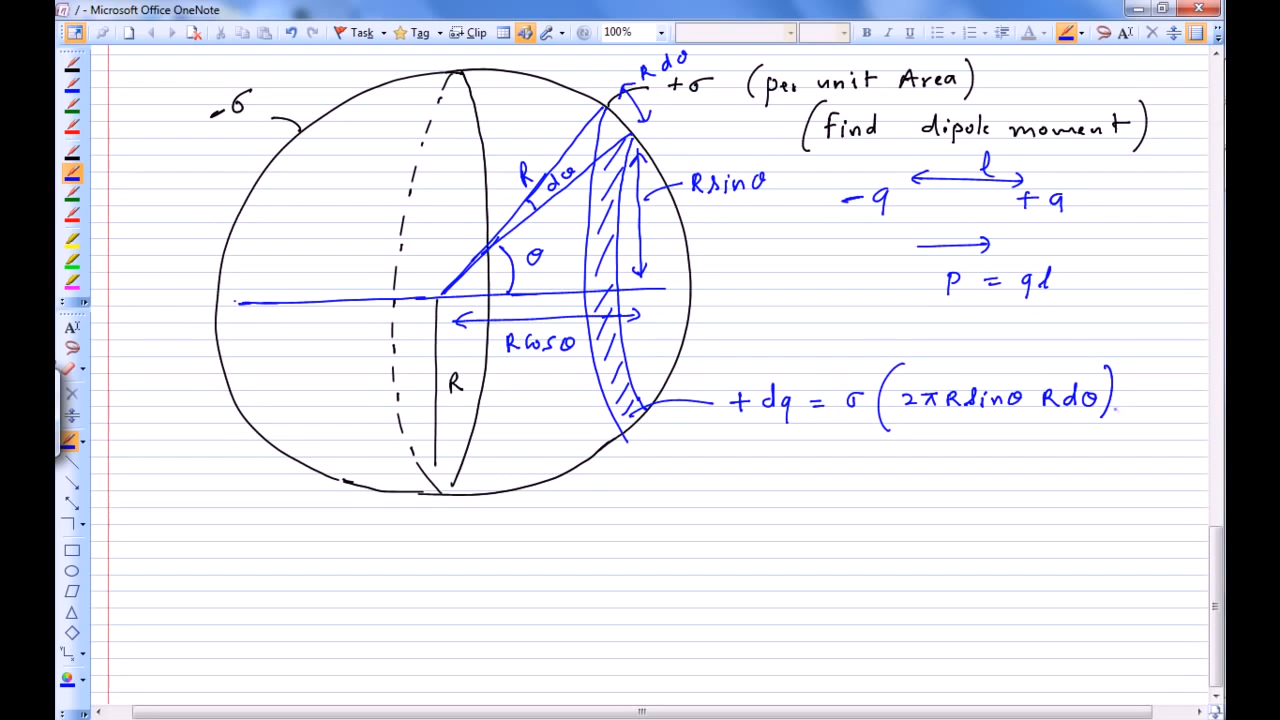 / - Microsoft Office OneNote
Task Tag Clip 100% B I U A
-σ
R dθ
+σ (per unit Area)
(find dipole moment)
R
dθ
R sinθ
l
-q +q
θ
P = ql
R cosθ
R
+ dq = σ (2πR sinθ R dθ).